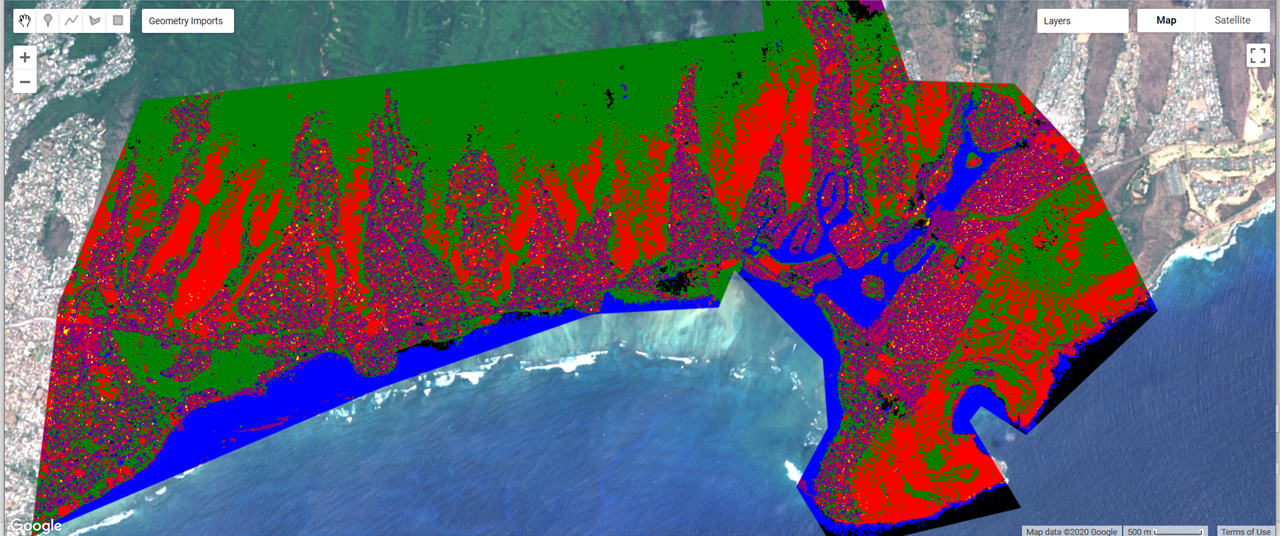 Geometry Imports
Layers
Map
Satellite
+
−
Google
Map data ©2020 Google
500 m
Terms of Use